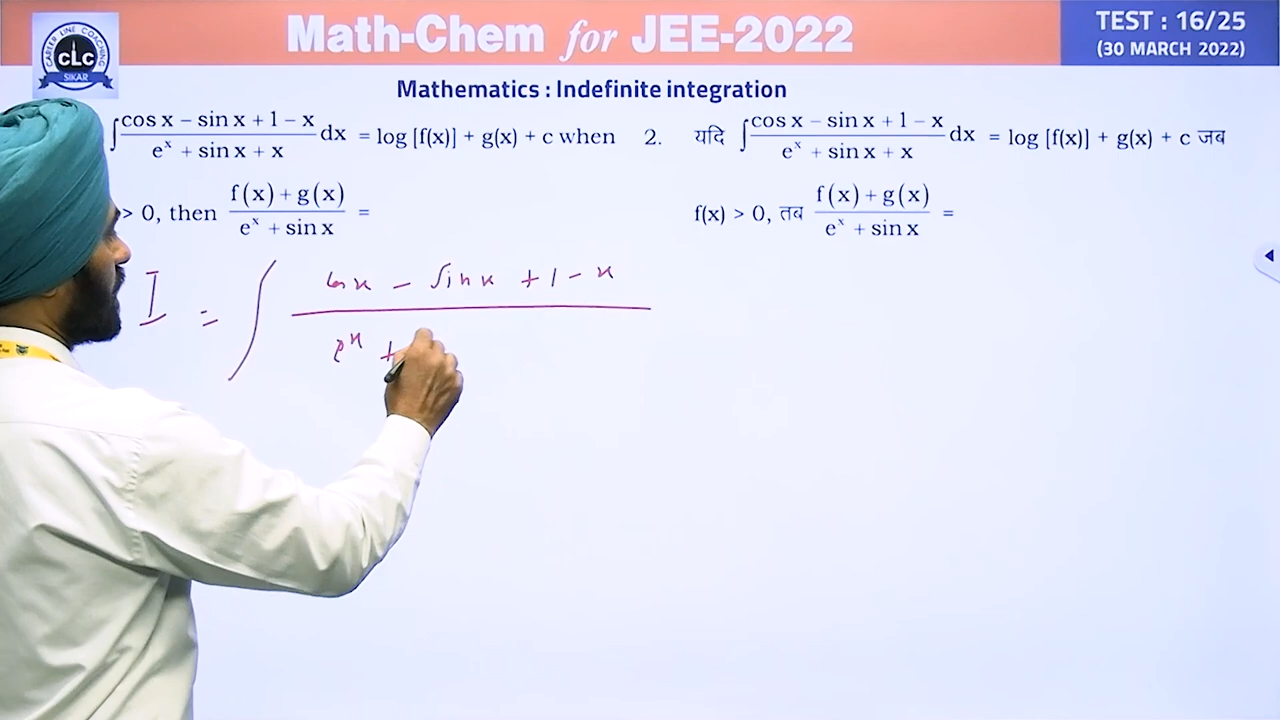 Math-Chem for JEE-2022
TEST : 16/25
(30 MARCH 2022)
CAREER LINE COACHING
CLC
SIKAR
Mathematics : Indefinite integration
∫ (cos x – sin x + 1 – x)/(eˣ + sin x + x) dx = log [f(x)] + g(x) + c when
> 0, then (f(x) + g(x))/(eˣ + sin x) =
2. यदि ∫ (cos x – sin x + 1 – x)/(eˣ + sin x + x) dx = log [f(x)] + g(x) + c जब
f(x) > 0, तब (f(x) + g(x))/(eˣ + sin x) =
I = ∫ (cos x – sin x + 1 – x)/(eˣ +